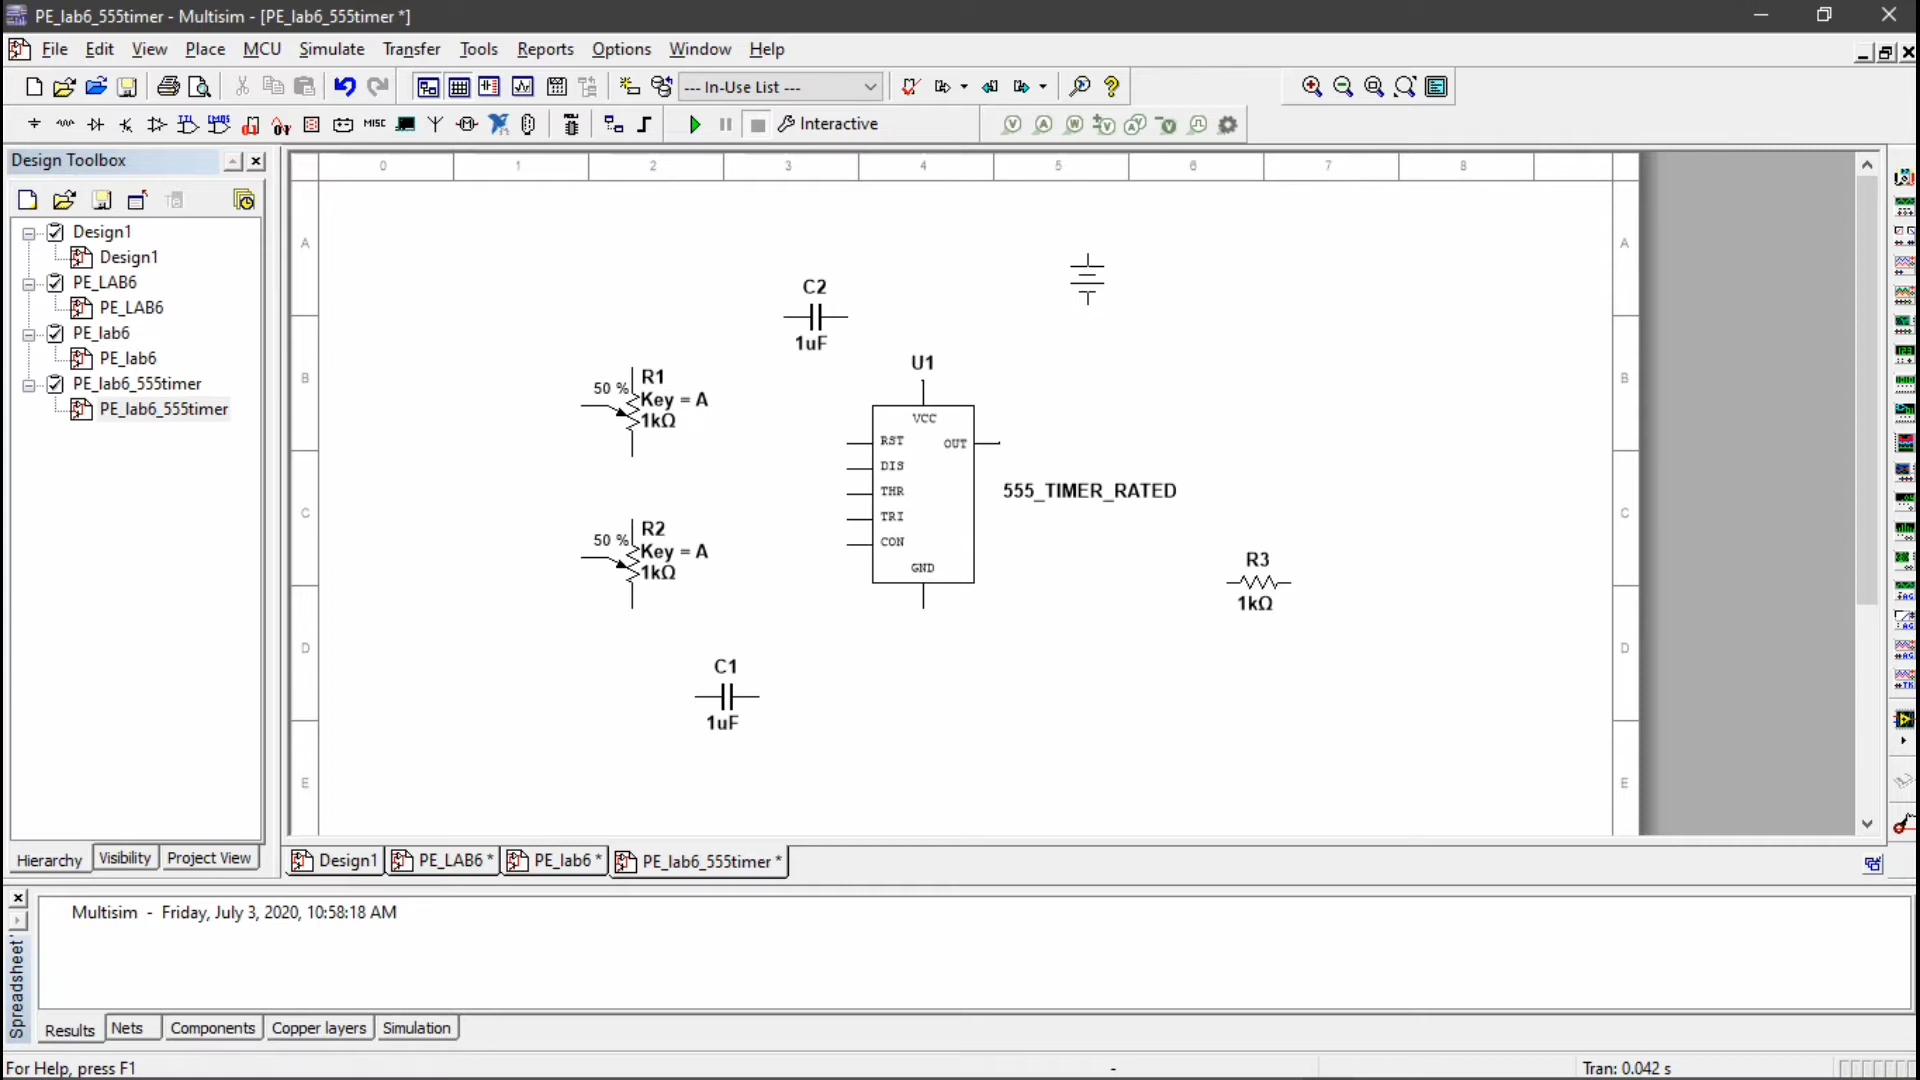 PE_lab6_555timer - Multisim - [PE_lab6_555timer *]
File Edit View Place MCU Simulate Transfer Tools Reports Options Window Help
--- In-Use List ---
MISC
Interactive
Design Toolbox
Design1
Design1
PE_LAB6
PE_LAB6
PE_lab6
PE_lab6
PE_lab6_555timer
PE_lab6_555timer
Hierarchy Visibility Project View
0 1 2 3 4 5 6 7 8
A A
B B
C C
D D
E E
C2
1uF
U1
VCC
RST OUT
DIS
THR
TRI
CON
GND
555_TIMER_RATED
50 % R1
Key = A
1kΩ
50 % R2
Key = A
1kΩ
R3
1kΩ
C1
1uF
Design1 PE_LAB6 * PE_lab6 * PE_lab6_555timer *
Multisim - Friday, July 3, 2020, 10:58:18 AM
Spreadsheet
Results Nets Components Copper layers Simulation
For Help, press F1 - Tran: 0.042 s